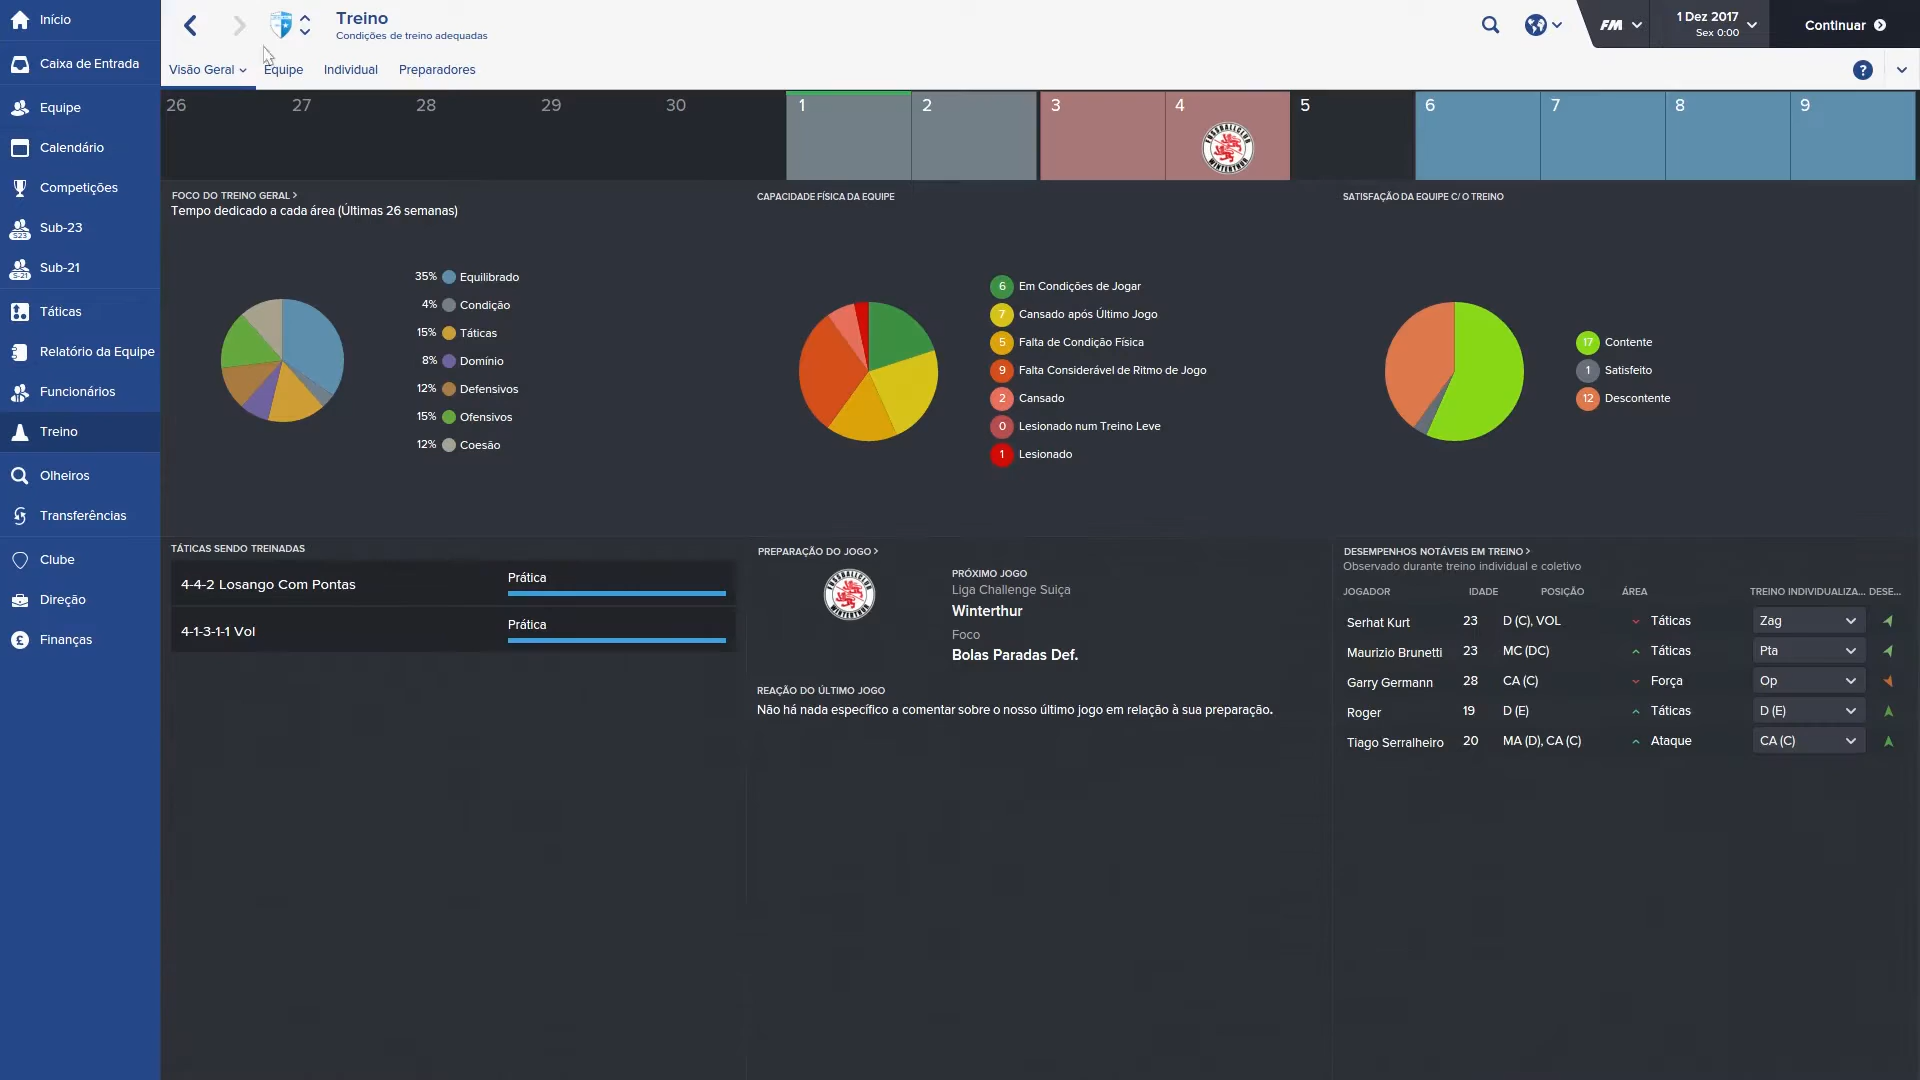 Início
Caixa de Entrada
Equipe
Calendário
Competições
Sub-23
Sub-21
Táticas
Relatório da Equipe
Funcionários
Treino
Olheiros
Transferências
Clube
Direção
Finanças
Treino
Condições de treino adequadas
FM
1 Dez 2017
Sex 0:00
Continuar
Visão Geral
Equipe
Individual
Preparadores
?
26 27 28 29 30 1 2 3 4 5 6 7 8 9
FUSSBALLCLUB WINTERTHUR
FOCO DO TREINO GERAL >
Tempo dedicado a cada área (Últimas 26 semanas)
35% Equilibrado
4% Condição
15% Táticas
8% Domínio
12% Defensivos
15% Ofensivos
12% Coesão
CAPACIDADE FÍSICA DA EQUIPE
6 Em Condições de Jogar
7 Cansado após Último Jogo
5 Falta de Condição Física
9 Falta Considerável de Ritmo de Jogo
2 Cansado
0 Lesionado num Treino Leve
1 Lesionado
SATISFAÇÃO DA EQUIPE C/ O TREINO
17 Contente
1 Satisfeito
12 Descontente
TÁTICAS SENDO TREINADAS
4-4-2 Losango Com Pontas Prática
4-1-3-1-1 Vol Prática
PREPARAÇÃO DO JOGO >
FUSSBALLCLUB WINTERTHUR
PRÓXIMO JOGO
Liga Challenge Suiça
Winterthur
Foco
Bolas Paradas Def.
REAÇÃO DO ÚLTIMO JOGO
Não há nada específico a comentar sobre o nosso último jogo em relação à sua preparação.
DESEMPENHOS NOTÁVEIS EM TREINO >
Observado durante treino individual e coletivo
JOGADOR IDADE POSIÇÃO ÁREA TREINO INDIVIDUALIZA... DESE...
Serhat Kurt 23 D (C), VOL Táticas Zag
Maurizio Brunetti 23 MC (DC) Táticas Pta
Garry Germann 28 CA (C) Força Op
Roger 19 D (E) Táticas D (E)
Tiago Serralheiro 20 MA (D), CA (C) Ataque CA (C)